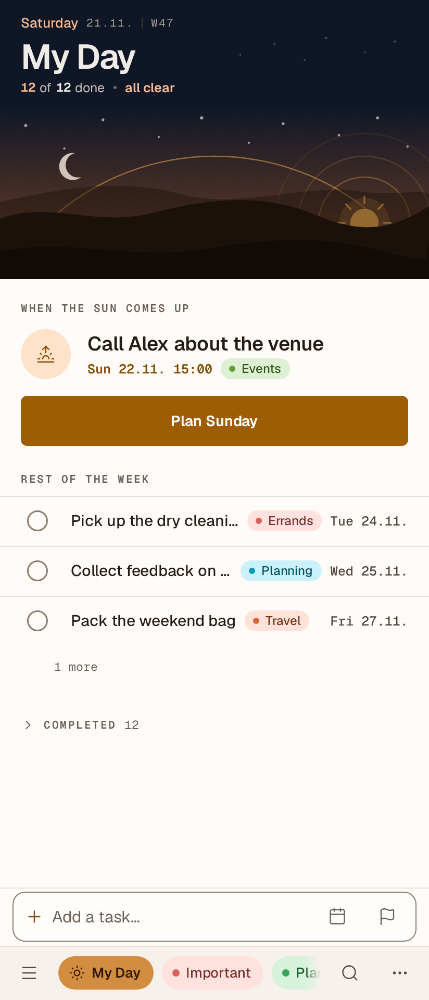 Saturday 21.11. | W47
My Day
12 of 12 done • all clear
WHEN THE SUN COMES UP
Call Alex about the venue
Sun 22.11. 15:00 Events
Plan Sunday
REST OF THE WEEK
Pick up the dry cleani... Errands Tue 24.11.
Collect feedback on ... Planning Wed 25.11.
Pack the weekend bag Travel Fri 27.11.
1 more
COMPLETED 12
Add a task...
My Day Important Pla